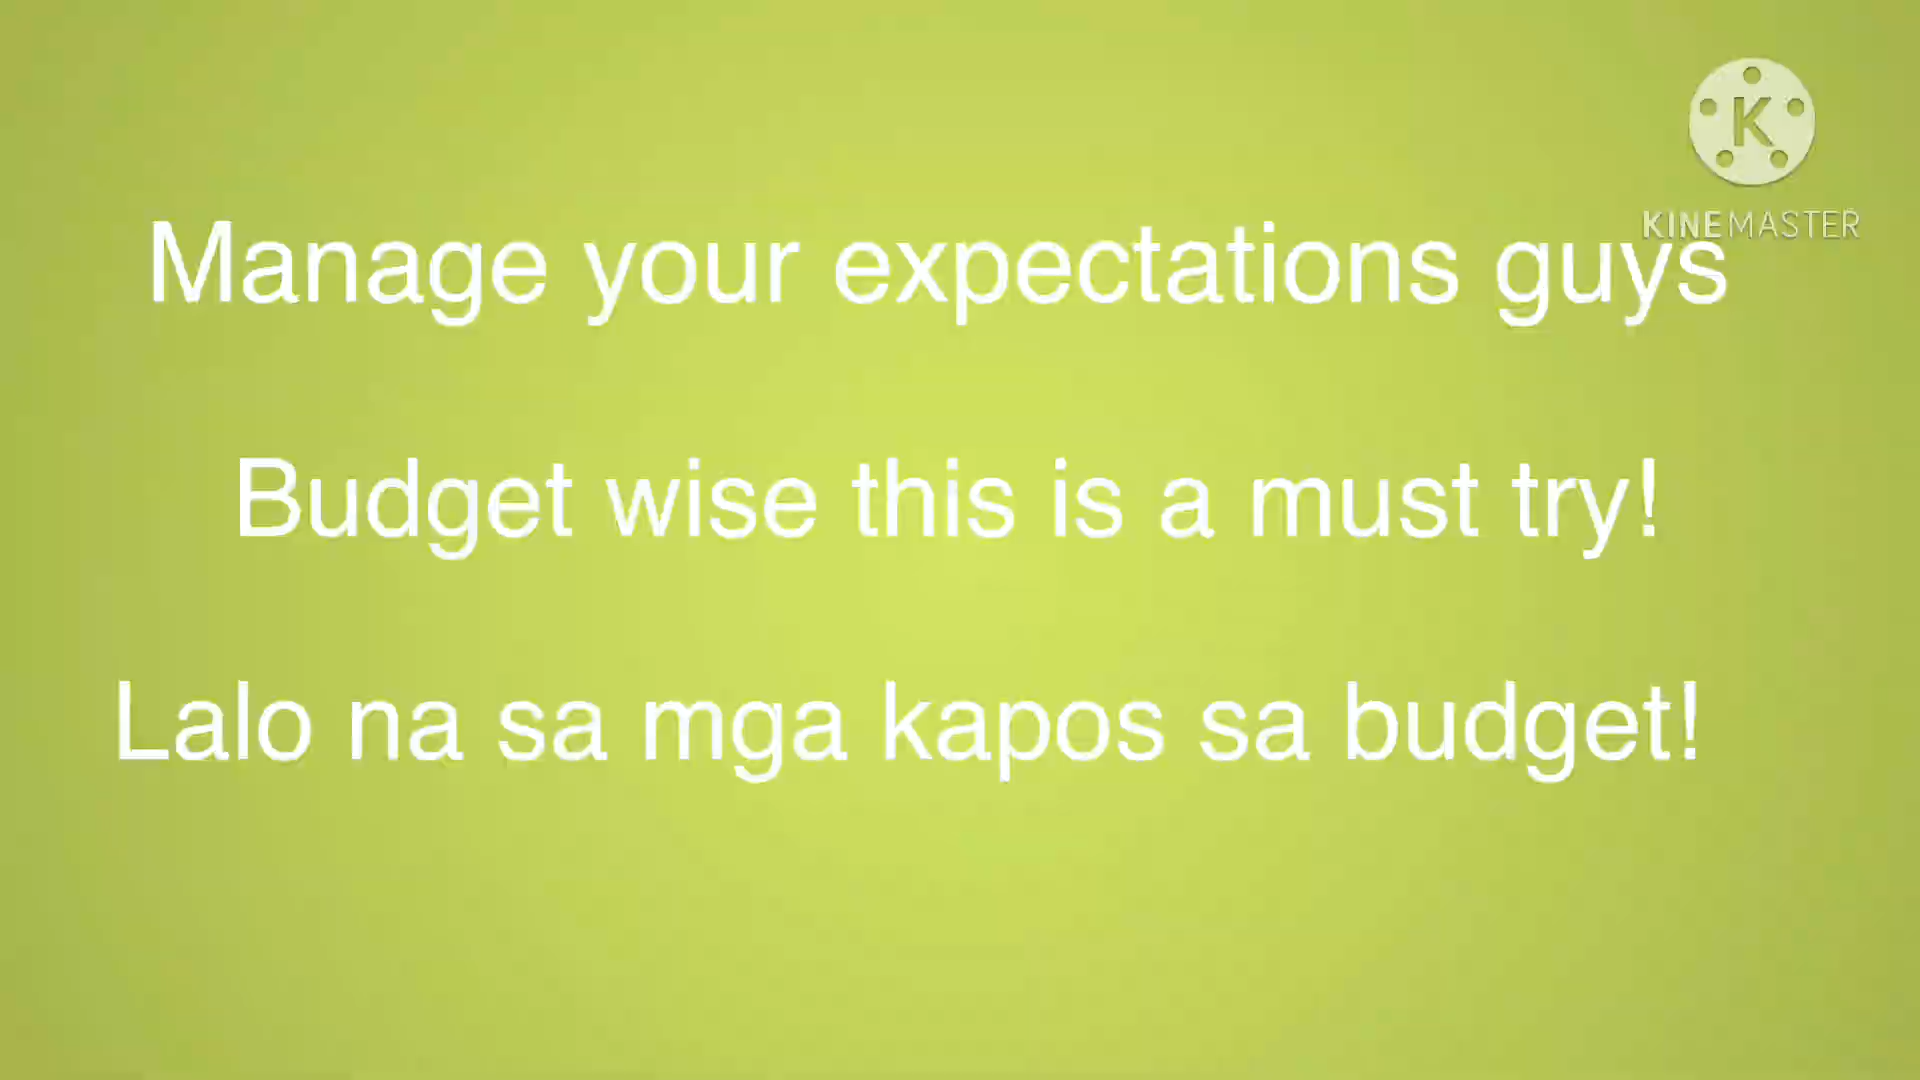 K
KINEMASTER
Manage your expectations guys
Budget wise this is a must try!
Lalo na sa mga kapos sa budget!